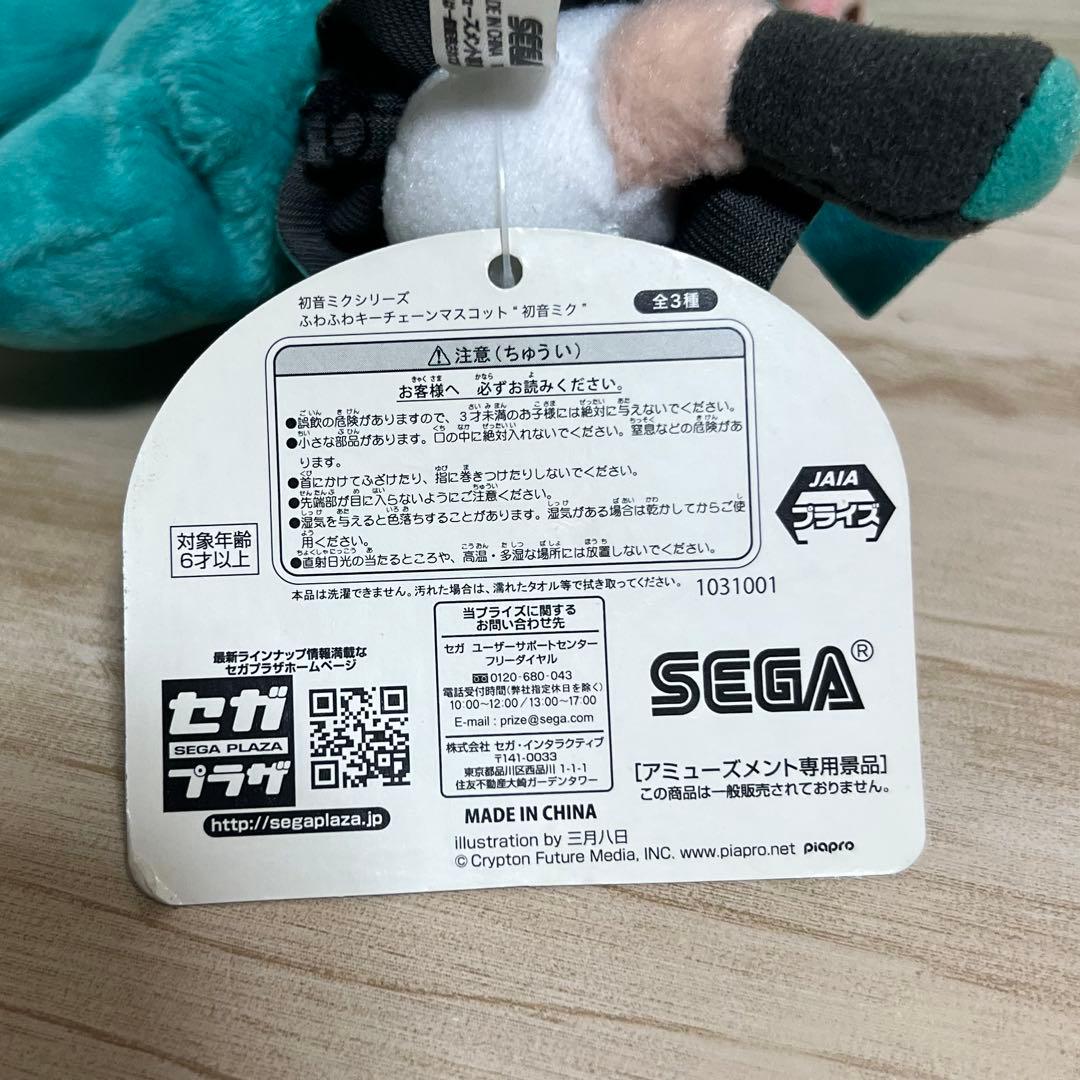 SEGA
MADE IN CHINA
初音ミクシリーズ
ふわふわキーチェーンマスコット“初音ミク”
全3種
⚠注意(ちゅうい)
お客様へ 必ずお読みください。
●誤飲の危険がありますので、3才未満のお子様には絶対に与えないでください。
●小さな部品があります。口の中に絶対入れないでください。窒息などの危険があ
ります。
●首にかけてふざけたり、指に巻きつけたりしないでください。
●先端部が目に入らないようにご注意ください。
●湿気を与えると色落ちすることがあります。湿気がある場合は乾かしてからご使
用ください。
●直射日光の当たるところや、高温・多湿な場所には放置しないでください。
対象年齢
6才以上
JAIA
プライズ
本品は洗濯できません。汚れた場合は、濡れたタオル等で拭き取ってください。
1031001
最新ラインナップ情報満載な
セガプラザホームページ
セガ
SEGA PLAZA
プラザ
http://segaplaza.jp
当プライズに関する
お問い合わせ先
セガ ユーザーサポートセンター
フリーダイヤル
0120-680-043
電話受付時間(弊社指定休日を除く)
10:00~12:00/13:00~17:00
E-mail : prize@sega.com
株式会社 セガ・インタラクティブ
〒141-0033
東京都品川区西品川 1-1-1
住友不動産大崎ガーデンタワー
SEGA®
[アミューズメント専用景品]
この商品は一般販売されておりません。
MADE IN CHINA
illustration by 三月八日
© Crypton Future Media, INC. www.piapro.net piapro